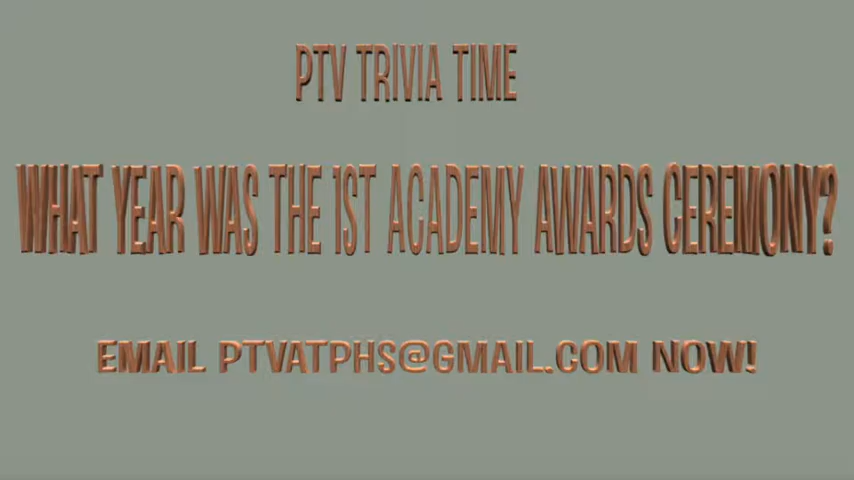 PTV TRIVIA TIME
WHAT YEAR WAS THE 1ST ACADEMY AWARDS CEREMONY?
EMAIL PTVATPHS@GMAIL.COM NOW!